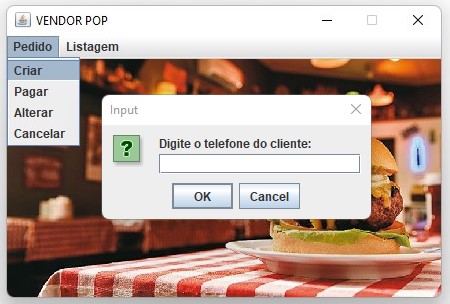 VENDOR POP
Pedido Listagem
Criar
Pagar
Alterar
Cancelar
Input
Digite o telefone do cliente:
OK Cancel